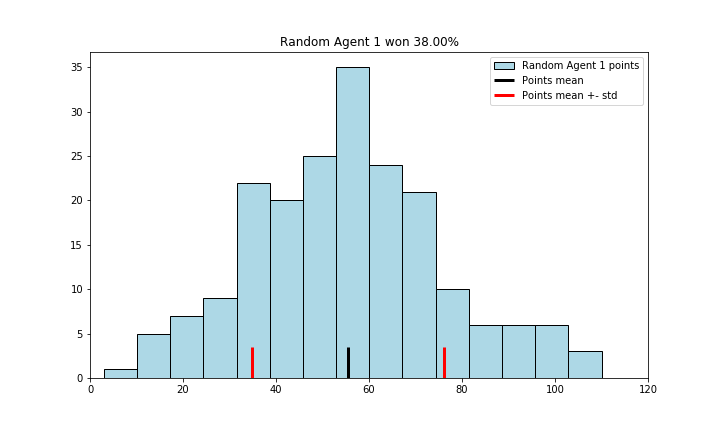 Random Agent 1 won 38.00%
Random Agent 1 points
Points mean
Points mean +- std
35
30
25
20
15
10
5
0
0 20 40 60 80 100 120